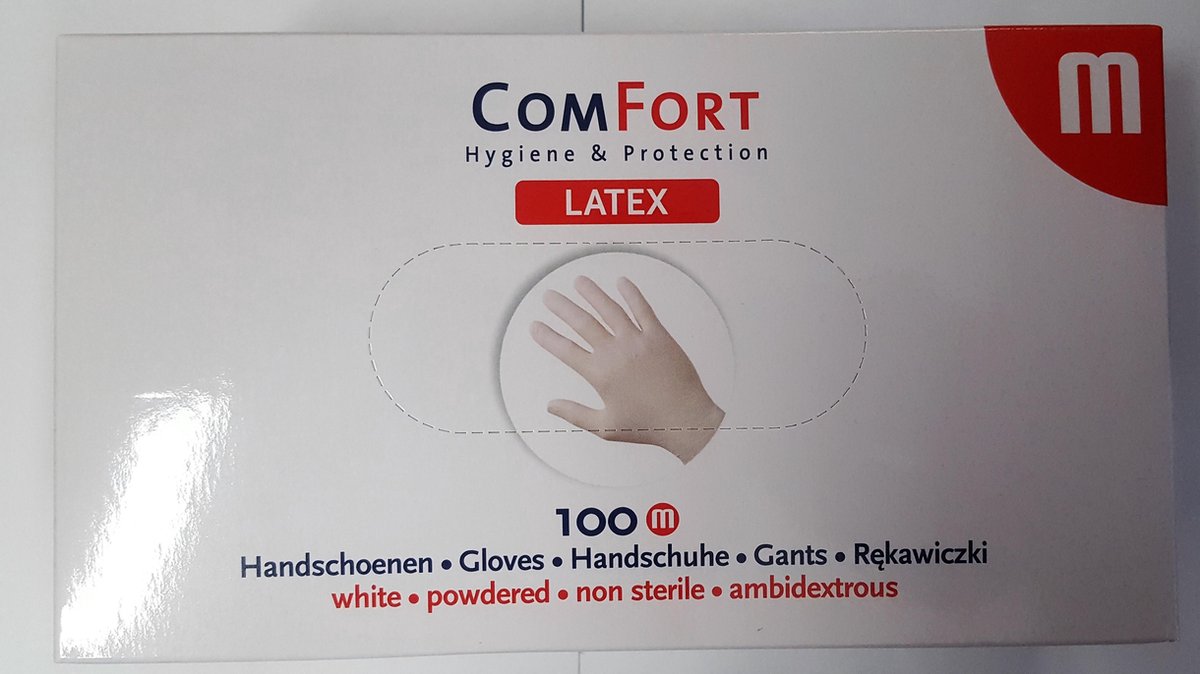 m
ComFort
Hygiene & Protection
LATEX
100 m
Handschoenen • Gloves • Handschuhe • Gants • Rękawiczki
white • powdered • non sterile • ambidextrous